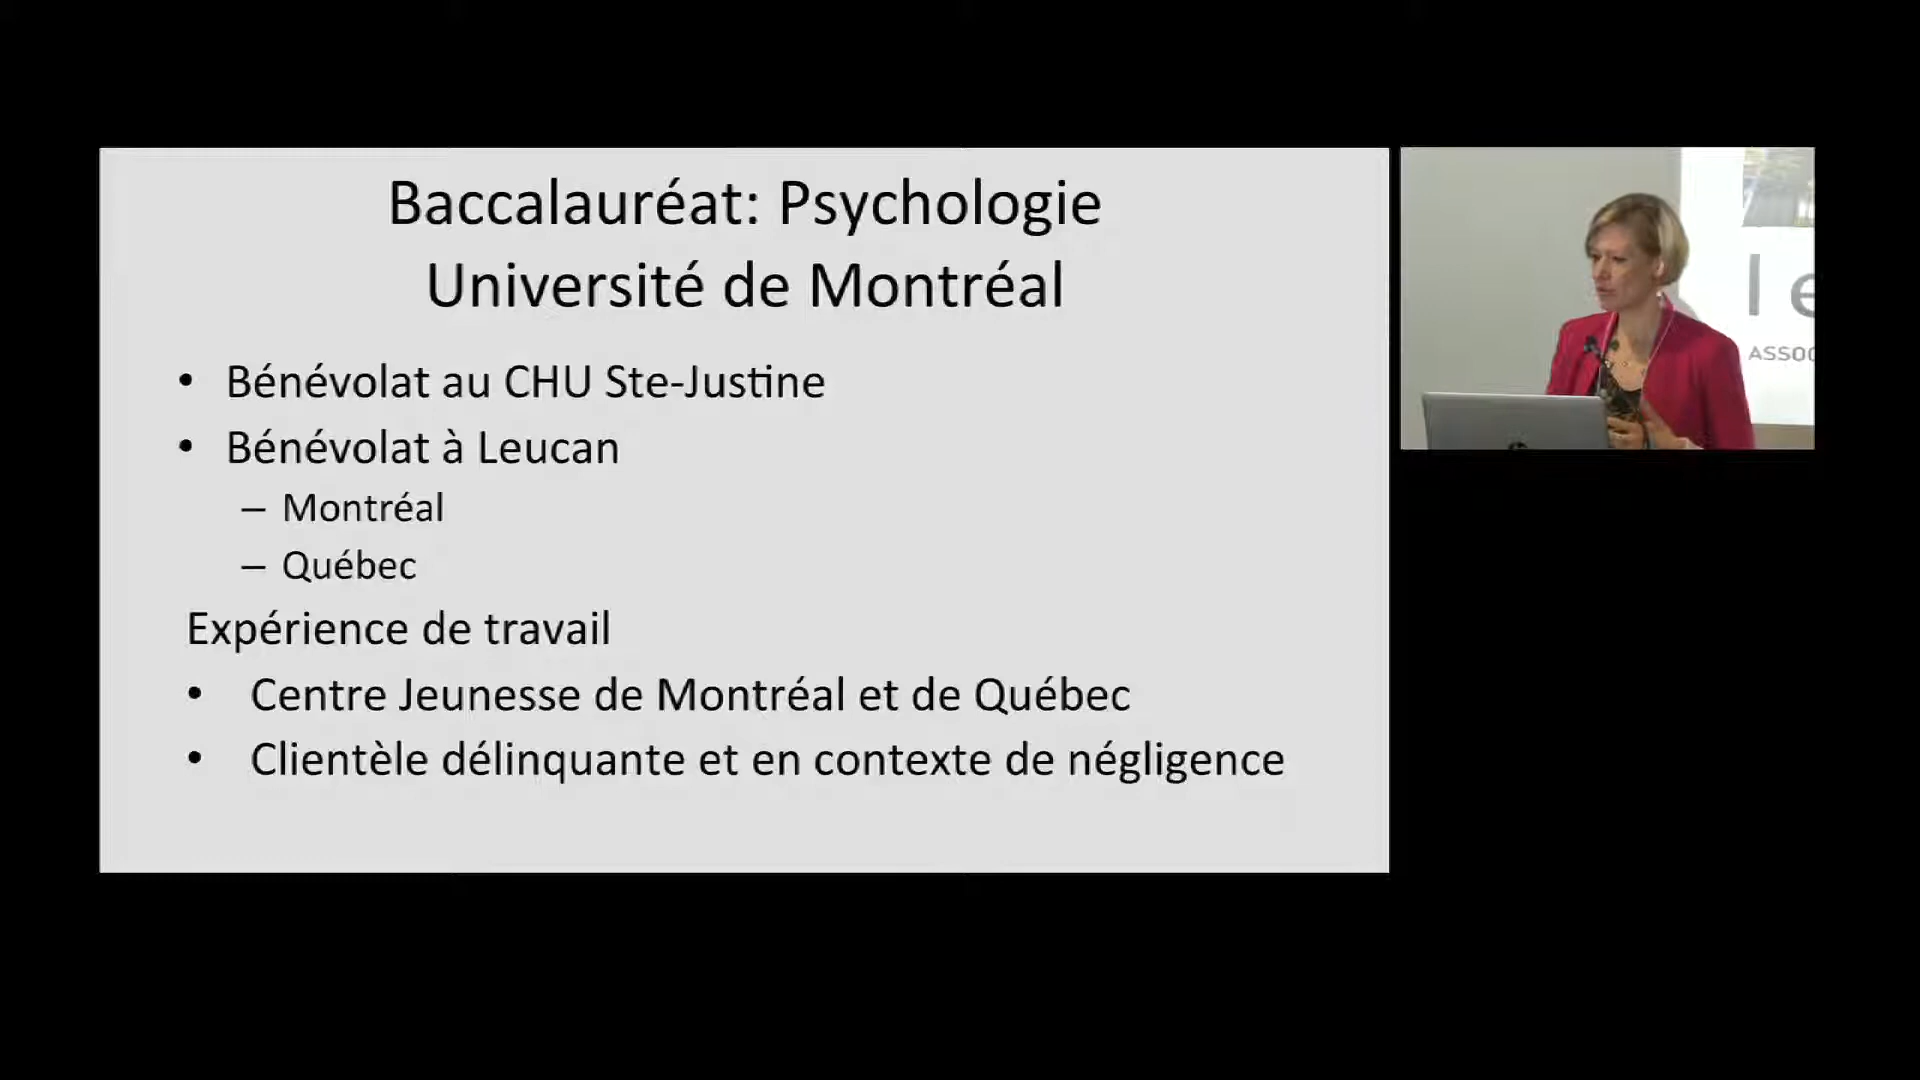 Baccalauréat: Psychologie
Université de Montréal
• Bénévolat au CHU Ste-Justine
• Bénévolat à Leucan
– Montréal
– Québec
Expérience de travail
• Centre Jeunesse de Montréal et de Québec
• Clientèle délinquante et en contexte de négligence